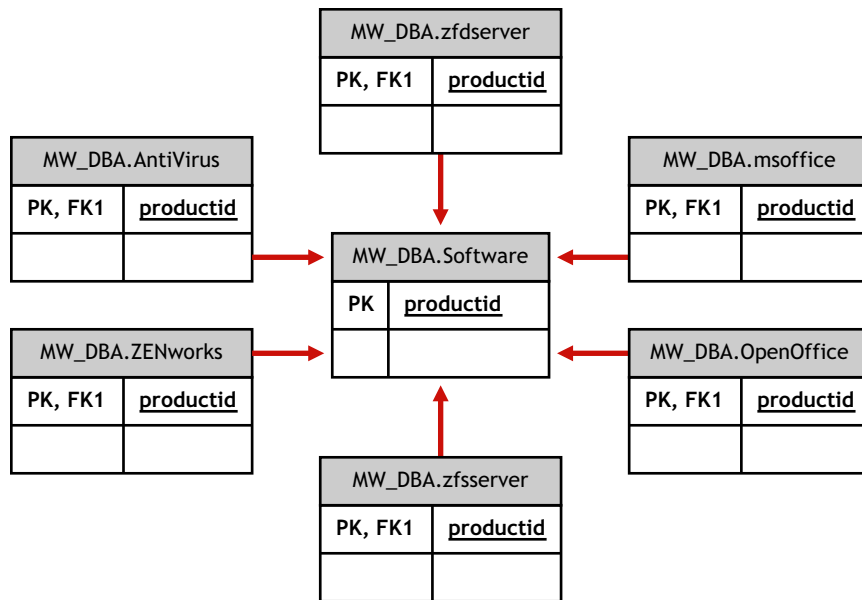 MW_DBA.zfdserver
PK, FK1 productid
MW_DBA.AntiVirus
PK, FK1 productid
MW_DBA.msoffice
PK, FK1 productid
MW_DBA.Software
PK productid
MW_DBA.ZENworks
PK, FK1 productid
MW_DBA.OpenOffice
PK, FK1 productid
MW_DBA.zfsserver
PK, FK1 productid